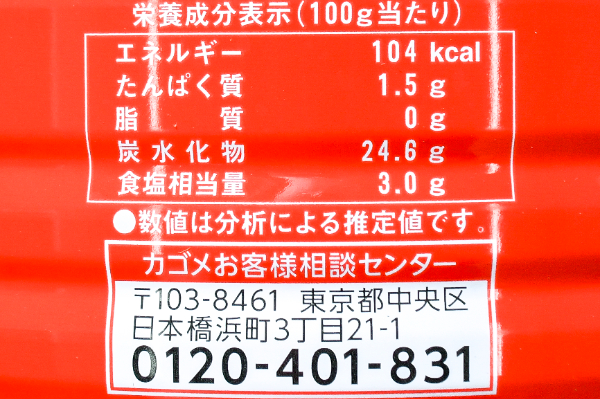 栄養成分表示(100g当たり)
エネルギー 104 kcal
たんぱく質 1.5 g
脂質 0 g
炭水化物 24.6 g
食塩相当量 3.0 g
●数値は分析による推定値です。
カゴメお客様相談センター
〒103-8461 東京都中央区
日本橋浜町3丁目21-1
0120-401-831